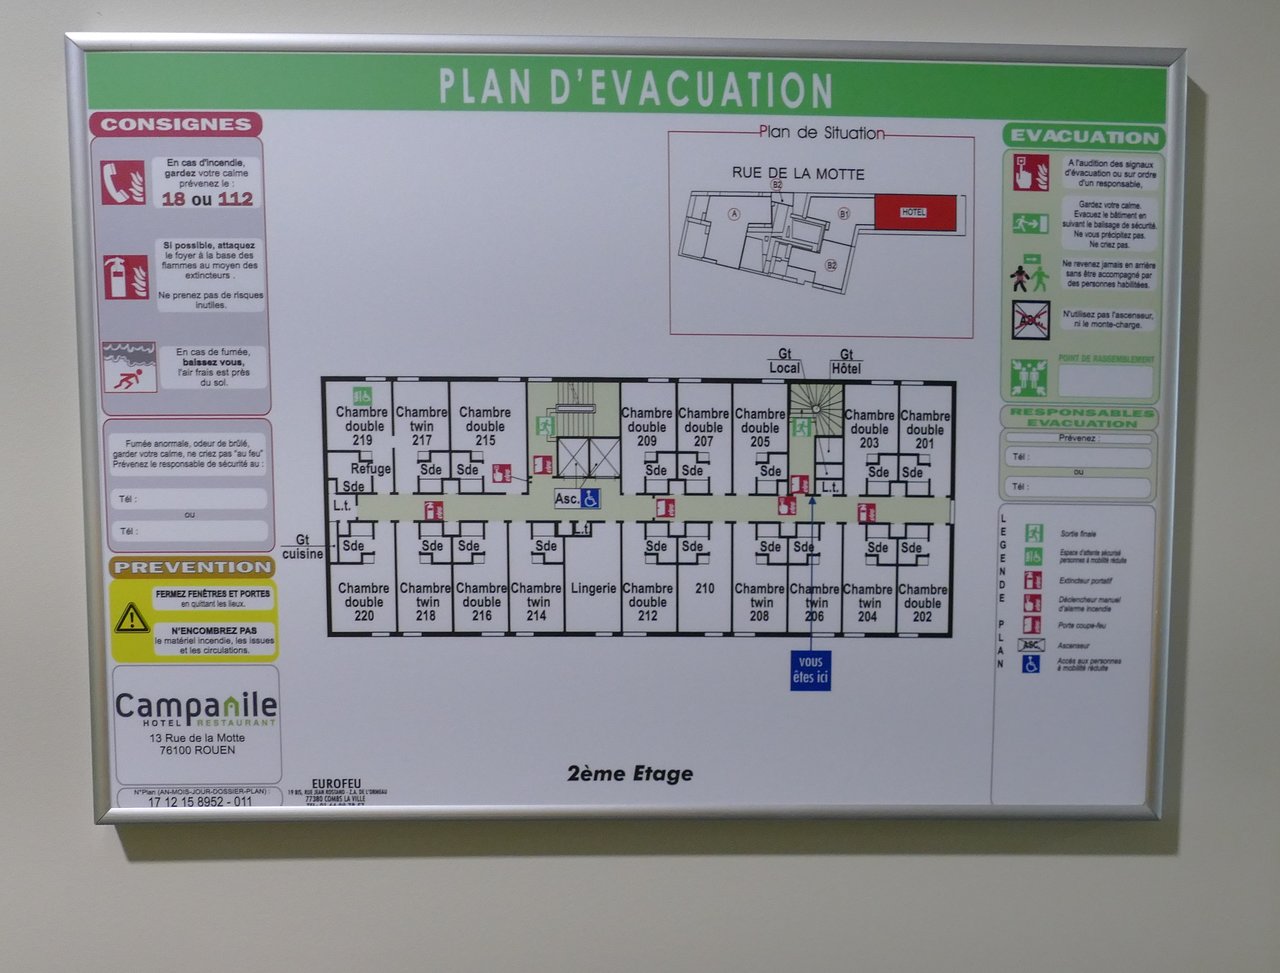 PLAN D'EVACUATION
CONSIGNES
En cas d'incendie,
gardez votre calme
prévenez le :
18 ou 112
Si possible, attaquez
le foyer à la base des
flammes au moyen des
extincteurs .
Ne prenez pas de risques
inutiles.
En cas de fumée,
baissez vous,
l'air frais est près
du sol.
Fumée anormale, odeur de brûlé,
garder votre calme, ne criez pas "au feu"
Prévenez le responsable de sécurité au :
Tél :
ou
Tél :
PREVENTION
FERMEZ FENÊTRES ET PORTES
en quittant les lieux.
N'ENCOMBREZ PAS
le matériel incendie, les issues
et les circulations.
Campanile
HOTEL RESTAURANT
13 Rue de la Motte
76100 ROUEN
N°Plan (AN-MOIS-JOUR-DOSSIER-PLAN) :
17 12 15 8952 - 011
EUROFEU
19 BIS, RUE JEAN ROSTAND - Z.A. DE L'ORMEAU
77380 COMBS LA VILLE
Plan de Situation
RUE DE LA MOTTE
B2
A
B1
HOTEL
B2
Gt
Local
Gt
Hôtel
Chambre
double
219
Chambre
twin
217
Chambre
double
215
Chambre
double
209
Chambre
double
207
Chambre
double
205
Chambre
double
203
Chambre
double
201
Refuge
Sde
Sde
Sde
Sde
Sde
Sde
Sde
Sde
L.t.
Asc.
L.t.
L.t
Gt
cuisine
Sde
Sde
Sde
Sde
Sde
Sde
Sde
Sde
Sde
Sde
Chambre
double
220
Chambre
twin
218
Chambre
double
216
Chambre
twin
214
Lingerie
Chambre
double
212
210
Chambre
twin
208
Chambre
twin
206
Chambre
twin
204
Chambre
double
202
vous
êtes ici
2ème Etage
EVACUATION
A l'audition des signaux
d'évacuation ou sur ordre
d'un responsable,
Gardez votre calme.
Evacuez le bâtiment en
suivant le balisage de sécurité.
Ne vous précipitez pas.
Ne criez pas.
Ne revenez jamais en arrière
sans être accompagné par
des personnes habilitées.
ASC.
N'utilisez pas l'ascenseur,
ni le monte-charge.
POINT DE RASSEMBLEMENT
RESPONSABLES
EVACUATION
Prévenez :
Tél :
ou
Tél :
LEGENDE PLAN
Sortie finale
Espace d'attente sécurisé
personnes à mobilité réduite
Extincteur portatif
Déclencheur manuel
d'alarme incendie
Porte coupe-feu
ASC.
Ascenseur
Accès aux personnes
à mobilité réduite